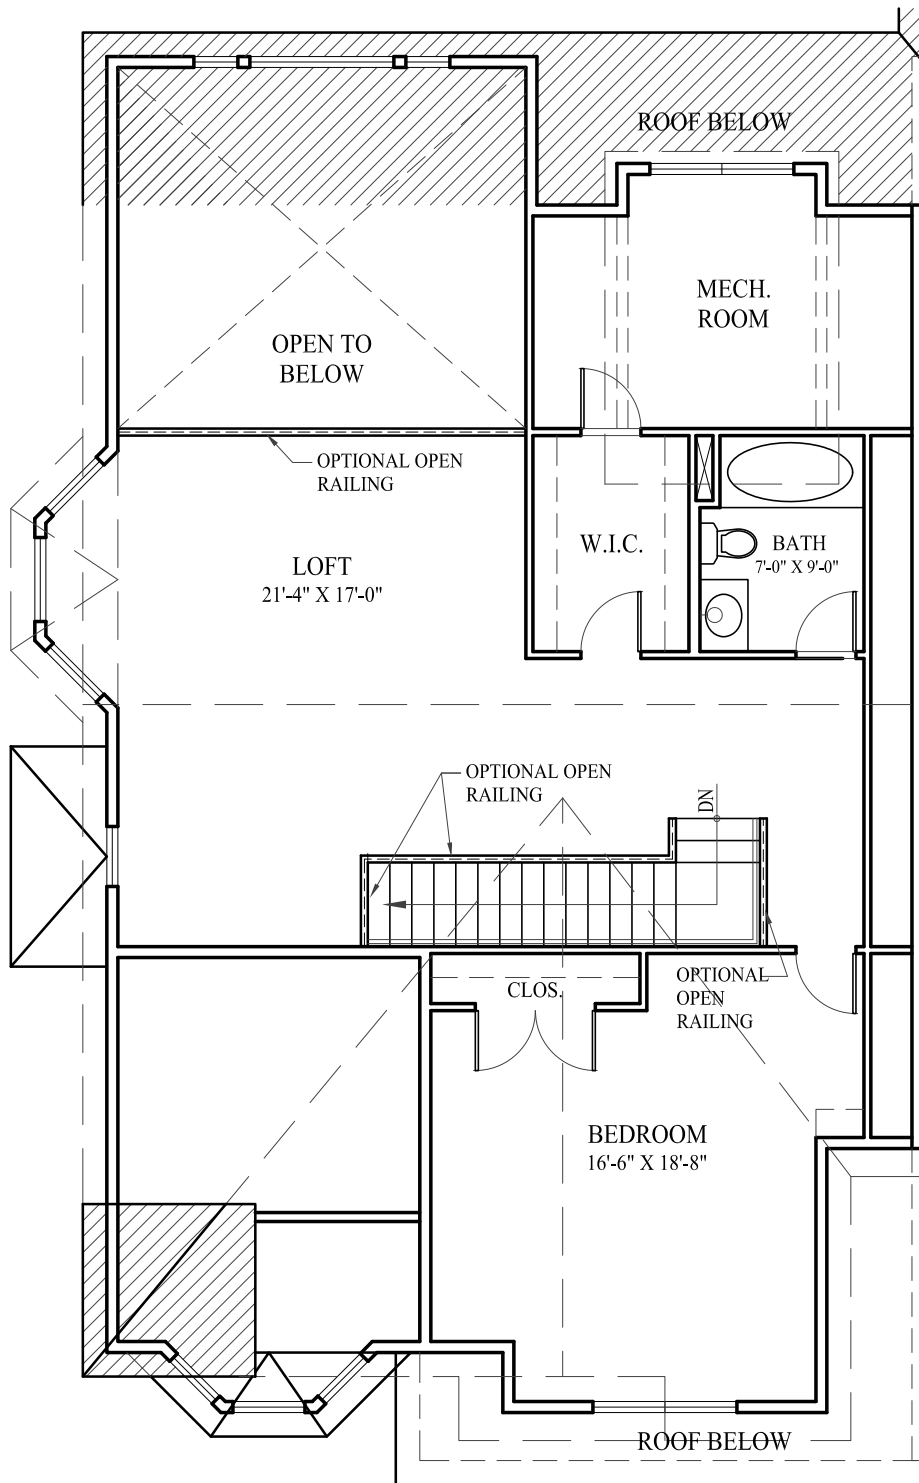 ROOF BELOW
MECH.
ROOM
OPEN TO
BELOW
OPTIONAL OPEN
RAILING
LOFT
21'-4" X 17'-0"
W.I.C.
BATH
7'-0" X 9'-0"
OPTIONAL OPEN
RAILING
DN
OPTIONAL
OPEN
RAILING
CLOS.
BEDROOM
16'-6" X 18'-8"
ROOF BELOW